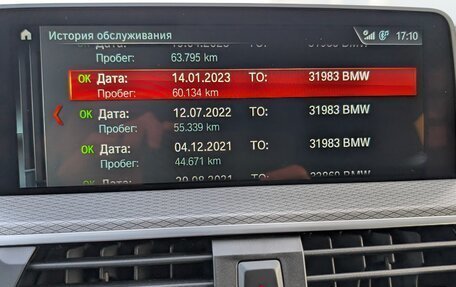 История обслуживания 17:10
Пробег: 63.795 km
OK Дата: 14.01.2023 ТО: 31983 BMW
Пробег: 60.134 km
OK Дата: 12.07.2022 ТО: 31983 BMW
Пробег: 55.339 km
OK Дата: 04.12.2021 ТО: 31983 BMW
Пробег: 44.671 km